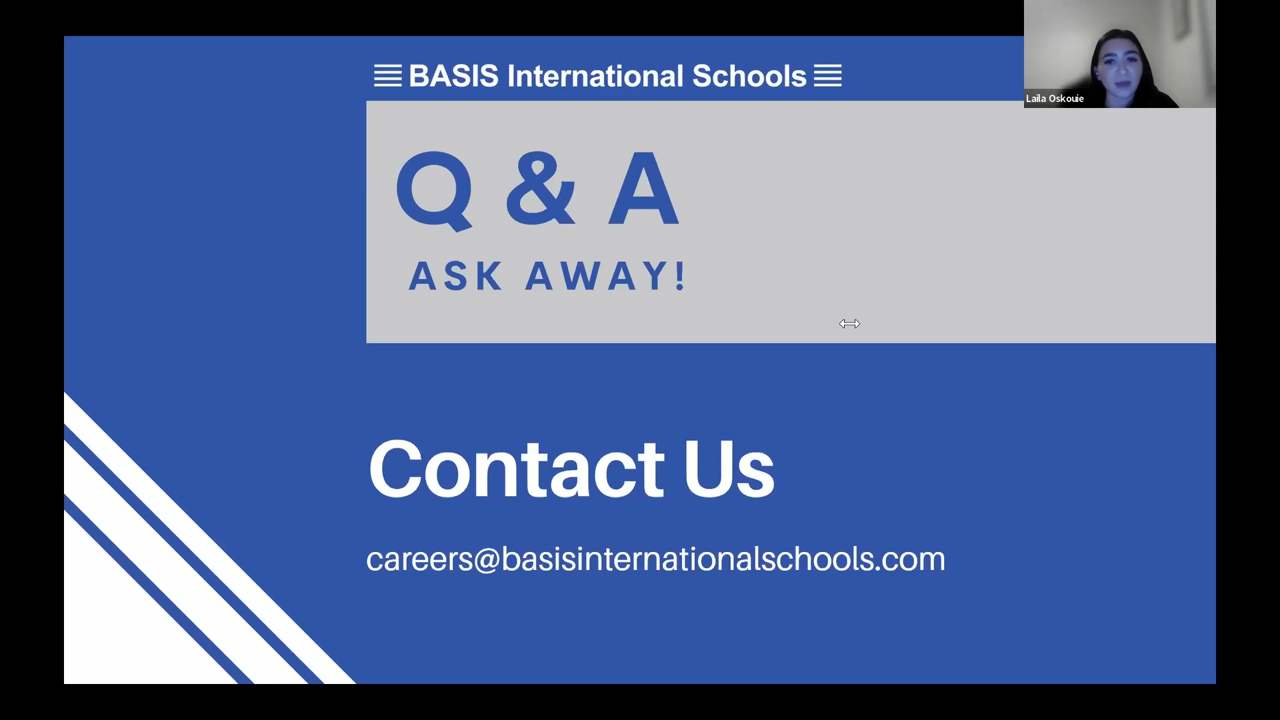 BASIS International Schools
Laila Oskouie
Q & A
ASK AWAY!
Contact Us
careers@basisinternationalschools.com